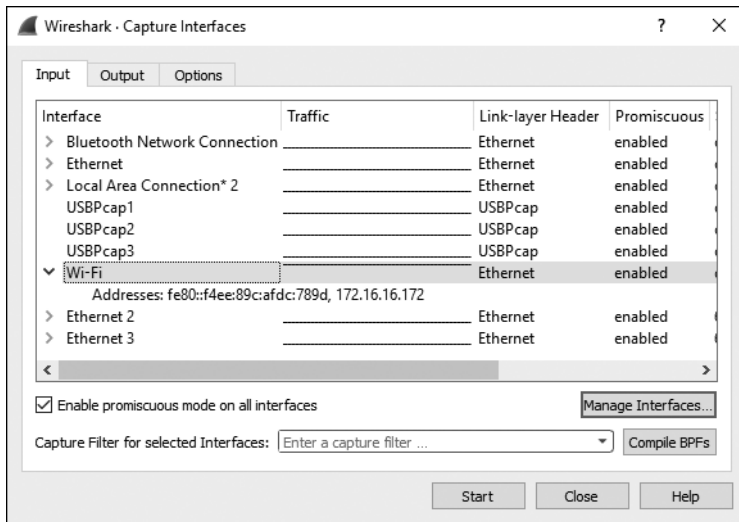 Wireshark · Capture Interfaces ? ×
Input Output Options
Interface Traffic Link-layer Header Promiscuous
Bluetooth Network Connection Ethernet enabled
Ethernet Ethernet enabled
Local Area Connection* 2 Ethernet enabled
USBPcap1 USBPcap enabled
USBPcap2 USBPcap enabled
USBPcap3 USBPcap enabled
Wi-Fi Ethernet enabled
Addresses: fe80::f4ee:89c:afdc:789d, 172.16.16.172
Ethernet 2 Ethernet enabled
Ethernet 3 Ethernet enabled
Enable promiscuous mode on all interfaces Manage Interfaces...
Capture Filter for selected Interfaces: Enter a capture filter ... Compile BPFs
Start Close Help